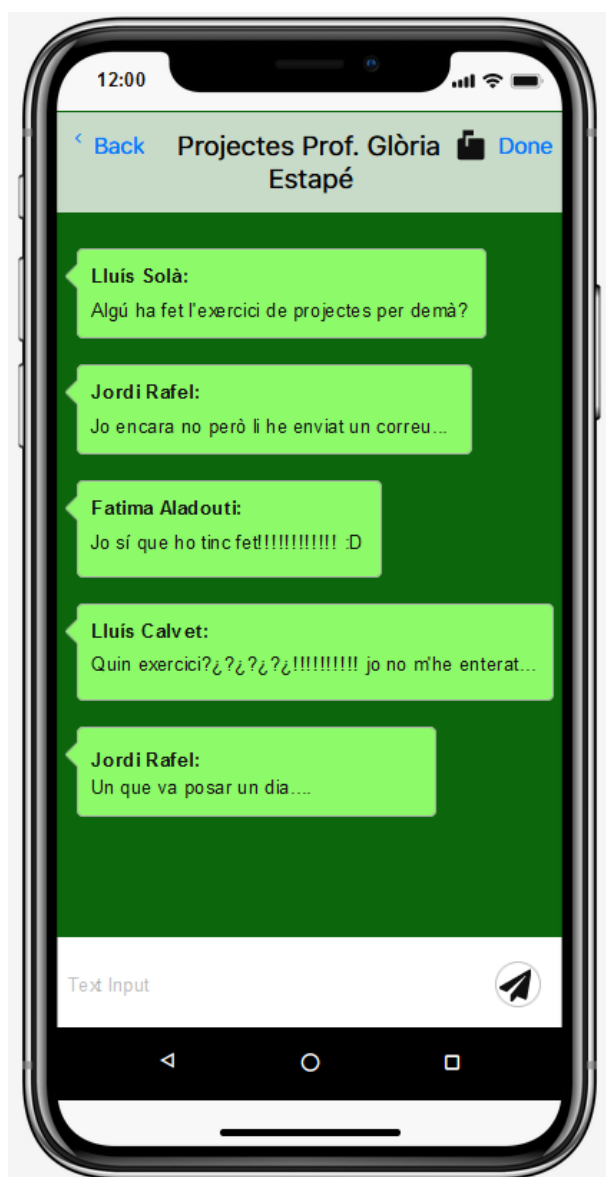 12:00
Back
Projectes Prof. Glòria
Estapé
Done
Lluís Solà:
Algú ha fet l'exercici de projectes per demà?
Jordi Rafel:
Jo encara no però li he enviat un correu...
Fatima Aladouti:
Jo sí que ho tinc fet!!!!!!!!!!!!! :D
Lluís Calvet:
Quin exercici?¿?¿?¿?¿!!!!!!!!!! jo no m'he enterat...
Jordi Rafel:
Un que va posar un dia....
Text Input